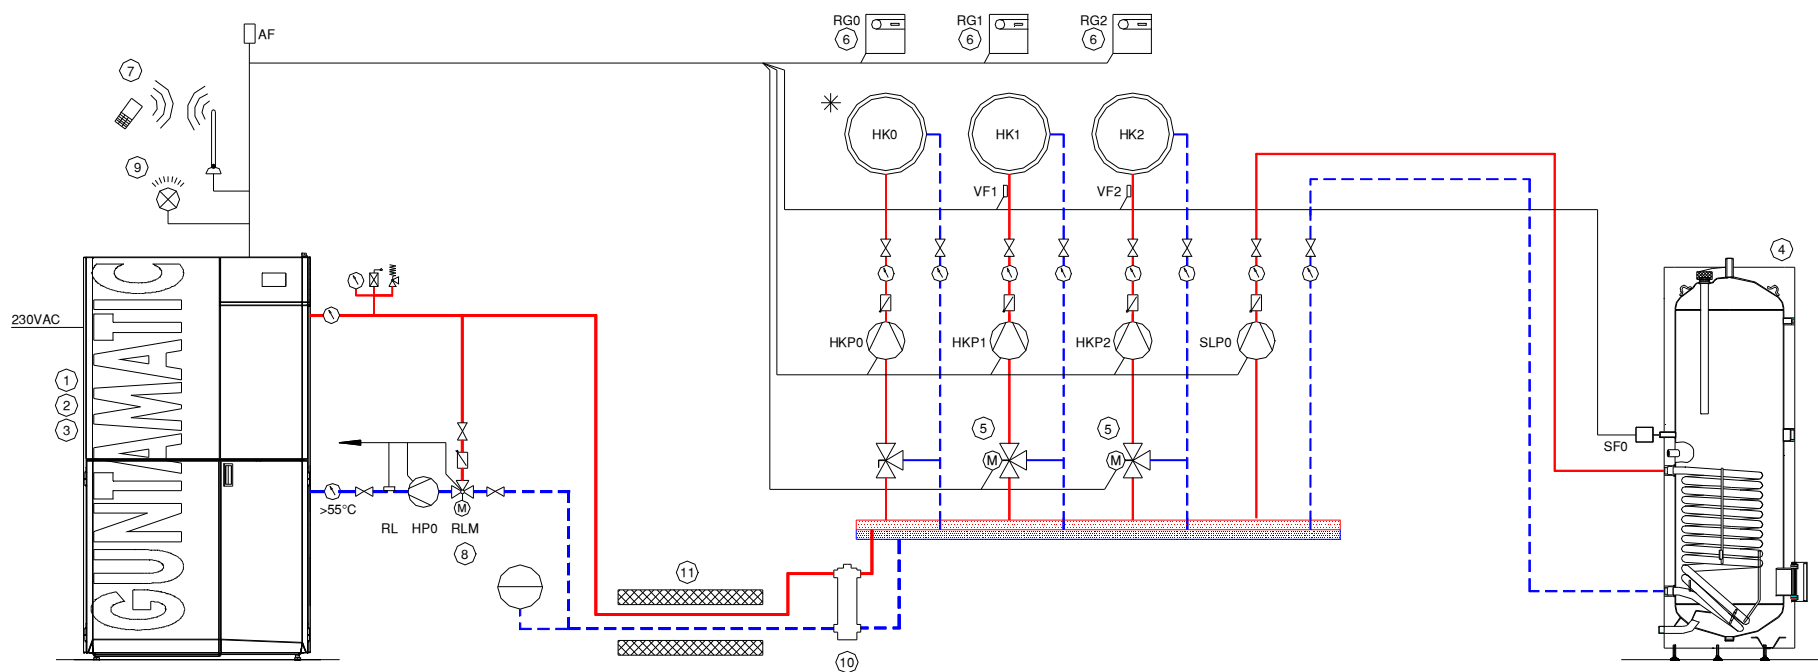 RG0
RG1
RG2
6
6
6
AF
7
HK0
HK1
HK2
9
VF1
VF2
4
230VAC
GUNTAMATIC
HKP0
HKP1
HKP2
SLP0
1
2
3
5
5
SF0
M
M
>55°C
M
RL
HP0
RLM
8
11
10